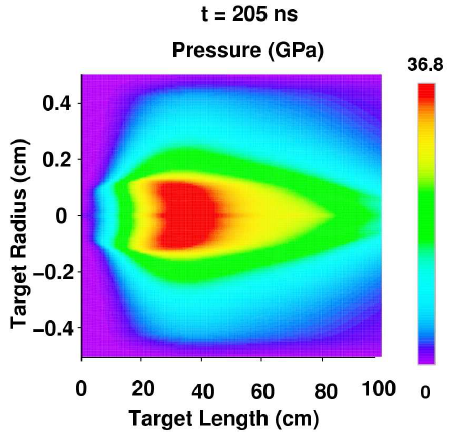 t = 205 ns
Pressure (GPa)
36.8
0.4
0.2
0
−0.2
−0.4
Target Radius (cm)
0 20 40 60 80 100
0
Target Length (cm)